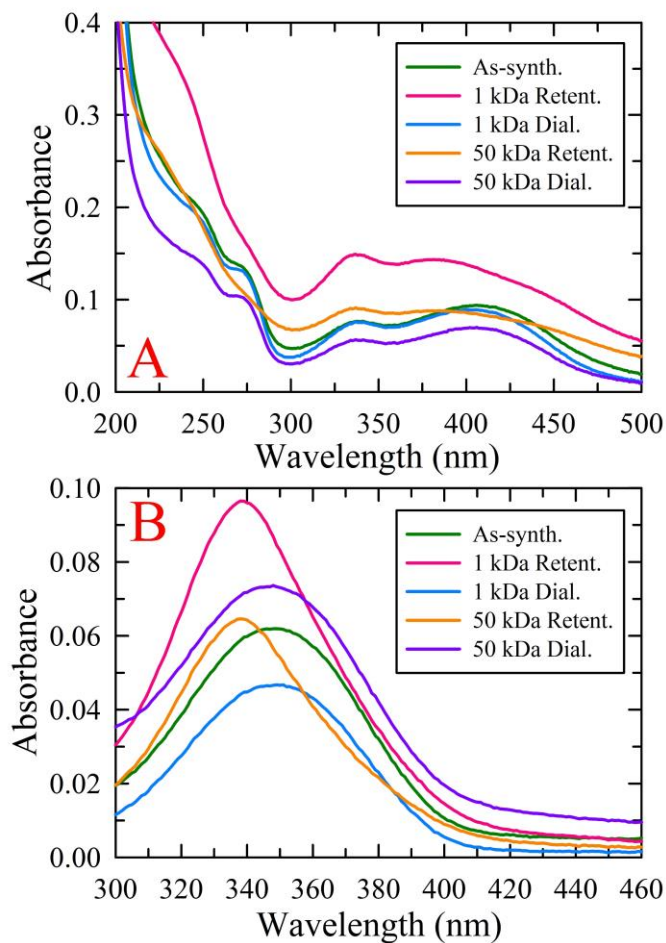 0.4
0.3
0.2
0.1
0.0
Absorbance
As-synth.
1 kDa Retent.
1 kDa Dial.
50 kDa Retent.
50 kDa Dial.
A
200 250 300 350 400 450 500
Wavelength (nm)
0.10
0.08
0.06
0.04
0.02
0.00
Absorbance
B
As-synth.
1 kDa Retent.
1 kDa Dial.
50 kDa Retent.
50 kDa Dial.
300 320 340 360 380 400 420 440 460
Wavelength (nm)